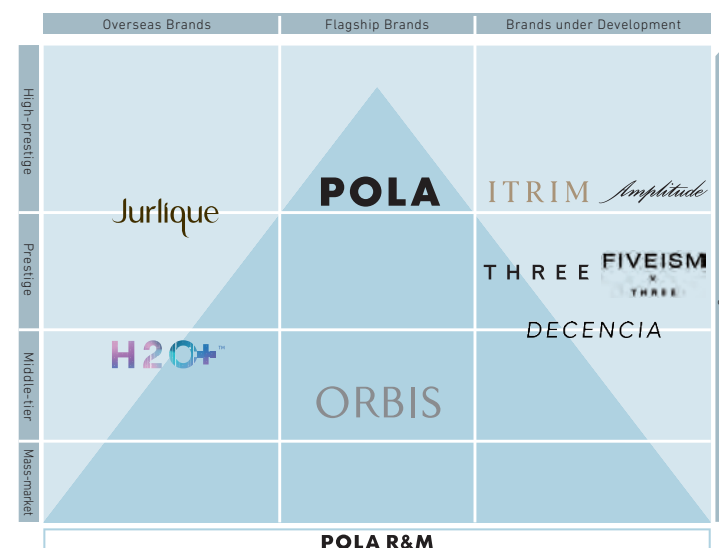 Overseas Brands
Flagship Brands
Brands under Development
High-prestige
POLA
ITRIM
Amplitude
Jurlique
Prestige
THREE
FIVEISM
×
THREE
DECENCIA
Middle-tier
H2O+™
ORBIS
Mass-market
POLA R&M